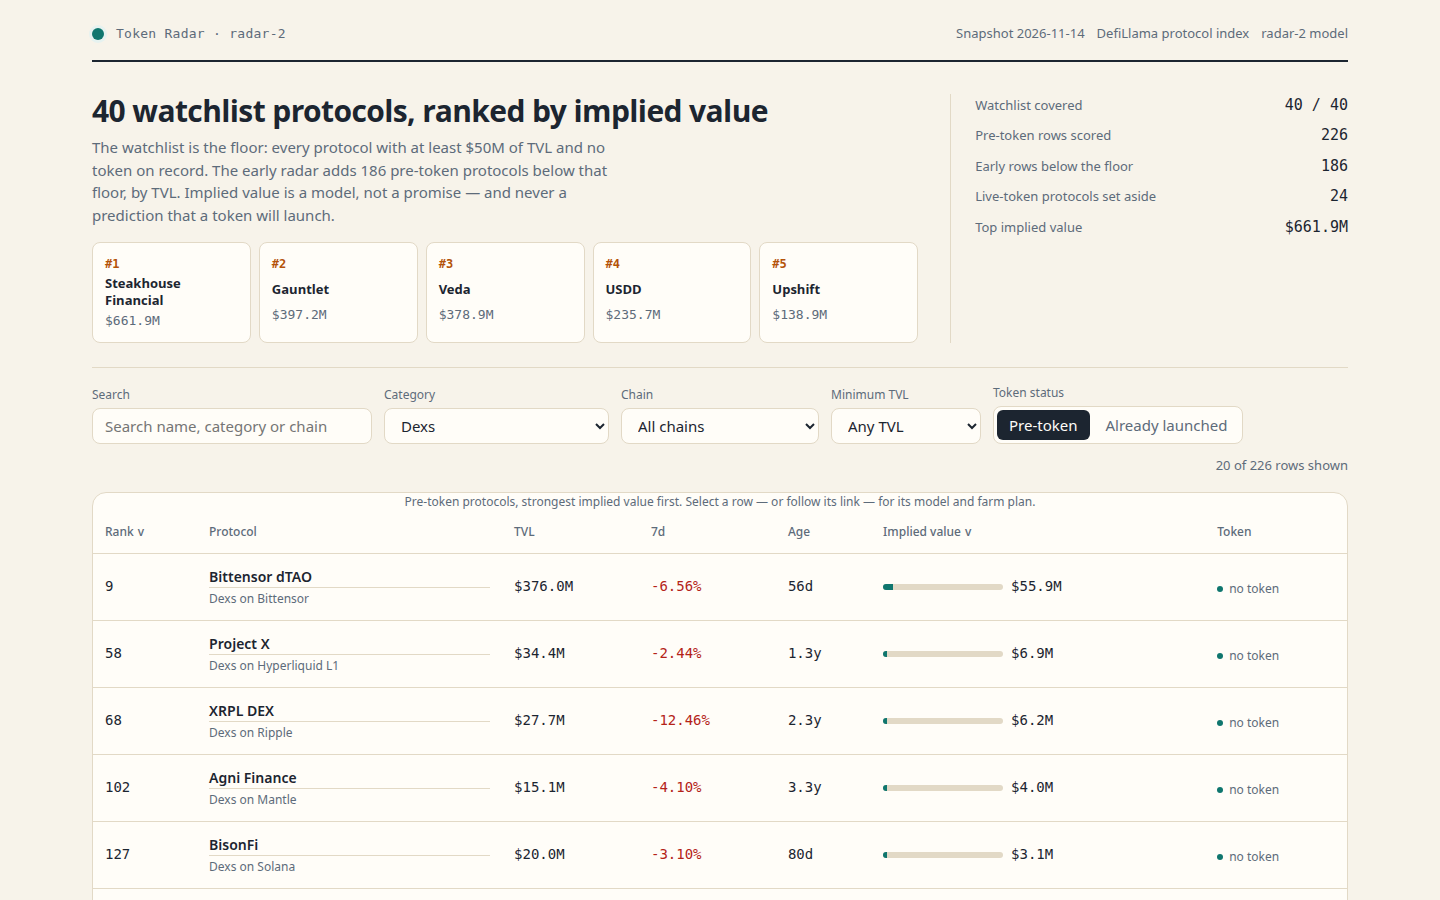 Token Radar · radar-2
Snapshot 2026-11-14 DefiLlama protocol index radar-2 model
40 watchlist protocols, ranked by implied value
The watchlist is the floor: every protocol with at least $50M of TVL and no
token on record. The early radar adds 186 pre-token protocols below that
floor, by TVL. Implied value is a model, not a promise — and never a
prediction that a token will launch.
Watchlist covered 40 / 40
Pre-token rows scored 226
Early rows below the floor 186
Live-token protocols set aside 24
Top implied value $661.9M
#1
Steakhouse
Financial
$661.9M
#2
Gauntlet
$397.2M
#3
Veda
$378.9M
#4
USDD
$235.7M
#5
Upshift
$138.9M
Search
Search name, category or chain
Category
Dexs
Chain
All chains
Minimum TVL
Any TVL
Token status
Pre-token Already launched
20 of 226 rows shown
Pre-token protocols, strongest implied value first. Select a row — or follow its link — for its model and farm plan.
Rank v Protocol TVL 7d Age Implied value v Token
9 Bittensor dTAO $376.0M -6.56% 56d $55.9M no token
Dexs on Bittensor
58 Project X $34.4M -2.44% 1.3y $6.9M no token
Dexs on Hyperliquid L1
68 XRPL DEX $27.7M -12.46% 2.3y $6.2M no token
Dexs on Ripple
102 Agni Finance $15.1M -4.10% 3.3y $4.0M no token
Dexs on Mantle
127 BisonFi $20.0M -3.10% 80d $3.1M no token
Dexs on Solana